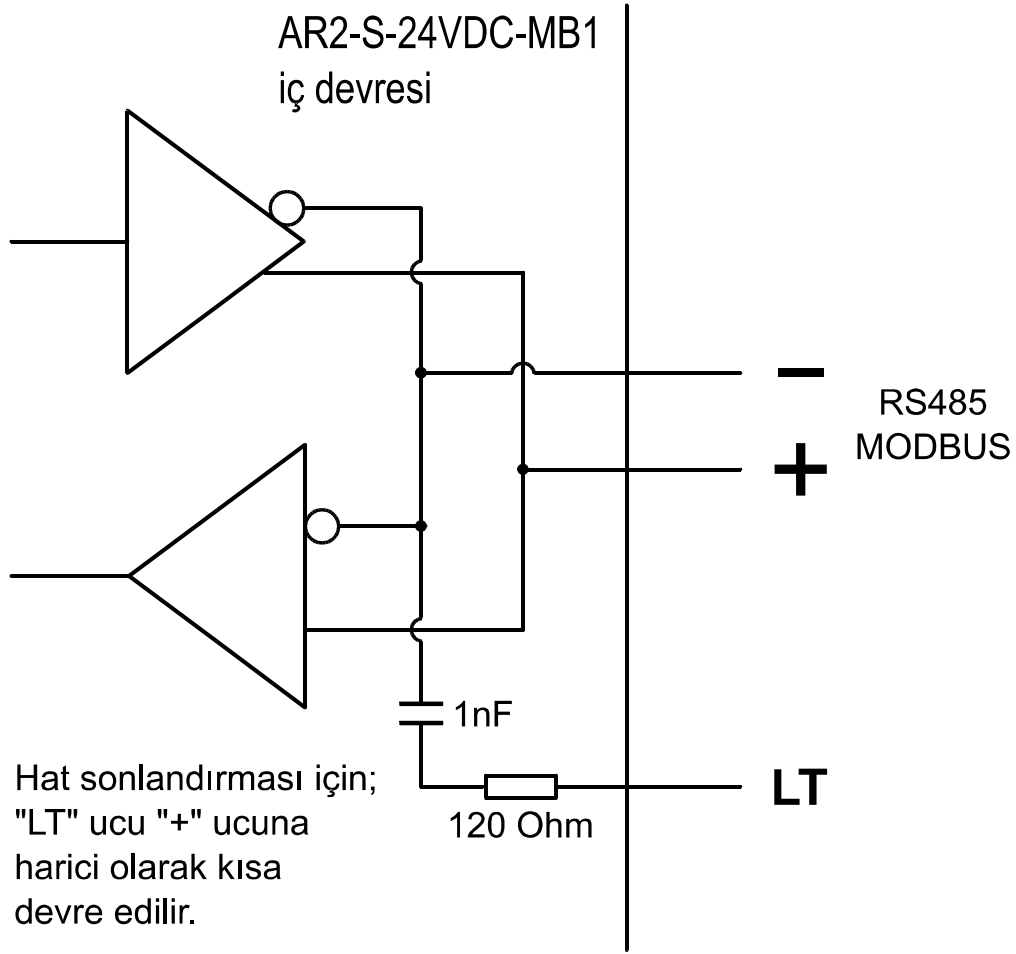 AR2-S-24VDC-MB1
iç devresi
−
RS485
MODBUS
+
1nF
LT
120 Ohm
Hat sonlandırması için;
"LT" ucu "+" ucuna
harici olarak kısa
devre edilir.